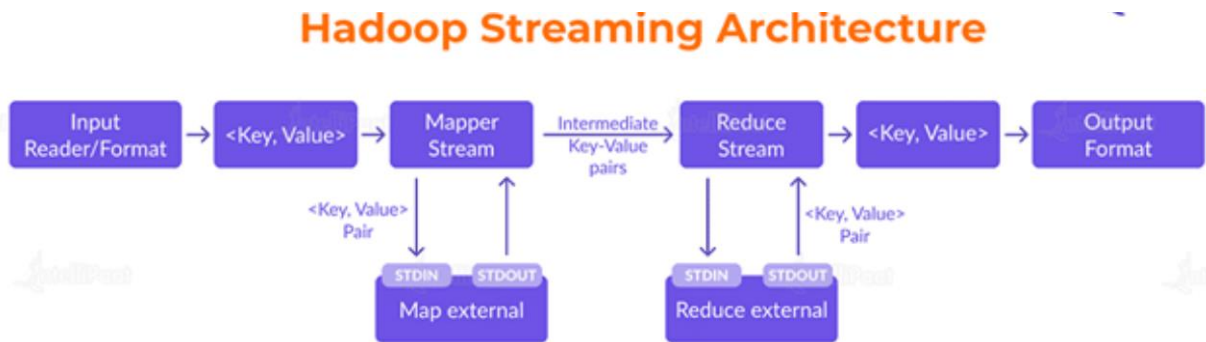 Hadoop Streaming Architecture
Input
Reader/Format
<Key, Value>
Mapper
Stream
Intermediate
Key-Value
pairs
Reduce
Stream
<Key, Value>
Output
Format
<Key, Value>
Pair
<Key, Value>
Pair
STDIN
STDOUT
STDIN
STDOUT
Map external
Reduce external